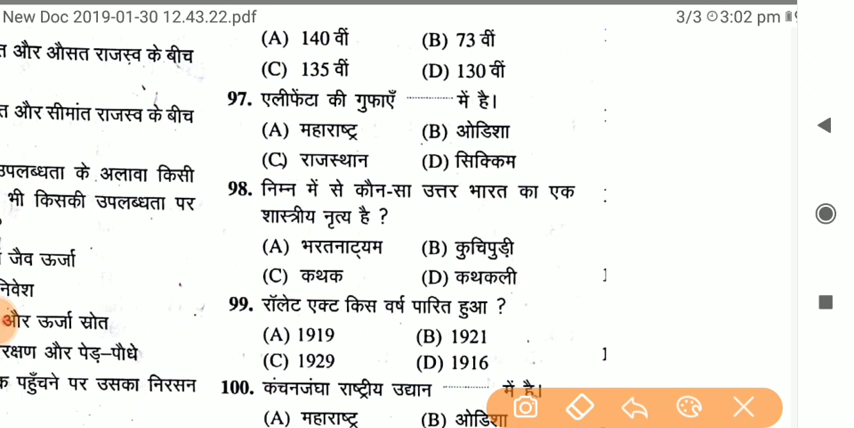 New Doc 2019-01-30 12.43.22.pdf
3/3 3:02 pm
और औसत राजस्व के बीच
और सीमांत राजस्व के बीच
उपलब्धता के अलावा किसी
भी किसकी उपलब्धता पर
जैव ऊर्जा
निवेश
और ऊर्जा स्रोत
रक्षण और पेड़-पौधे
पहुँचने पर उसका निरसन
(A) 140 वीं (B) 73 वीं
(C) 135 वीं (D) 130 वीं
97. एलीफेंटा की गुफाएँ ........... में है।
(A) महाराष्ट्र (B) ओडिशा
(C) राजस्थान (D) सिक्किम
98. निम्न में से कौन-सा उत्तर भारत का एक
शास्त्रीय नृत्य है ?
(A) भरतनाट्यम (B) कुचिपुड़ी
(C) कथक (D) कथकली
99. रॉलेट एक्ट किस वर्ष पारित हुआ ?
(A) 1919 (B) 1921
(C) 1929 (D) 1916
100. कंचनजंघा राष्ट्रीय उद्यान ........... में है।
(A) महाराष्ट्र (B) ओडिशा